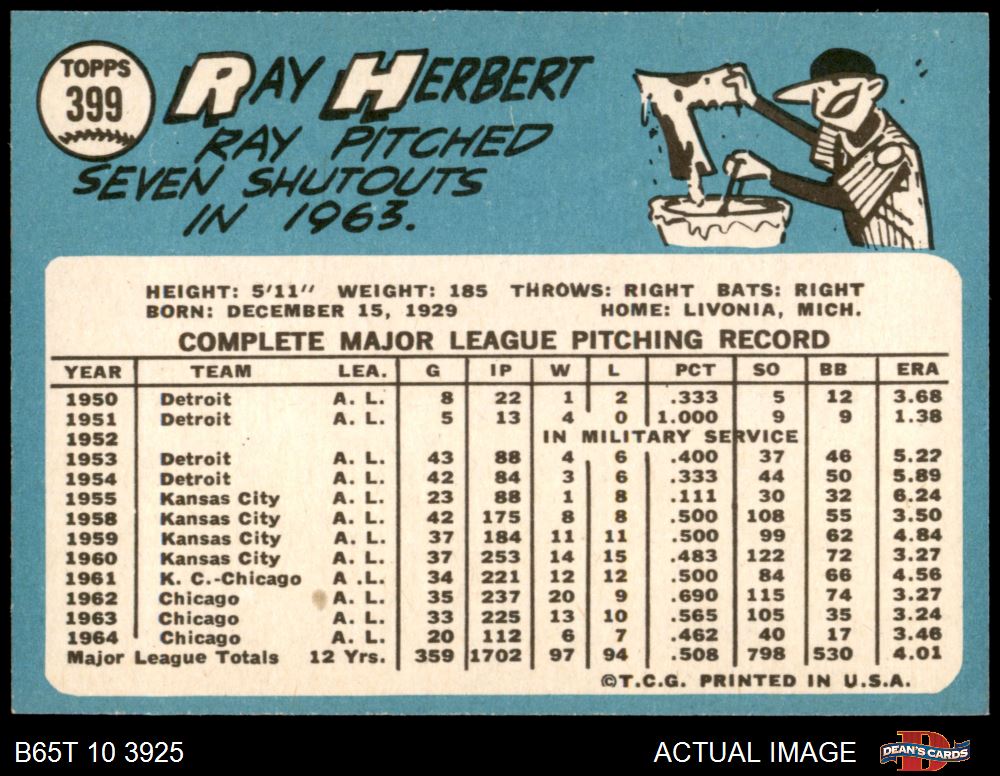 TOPPS
399
RAY HERBERT
RAY PITCHED
SEVEN SHUTOUTS
IN 1963.
HEIGHT: 5'11" WEIGHT: 185 THROWS: RIGHT BATS: RIGHT
BORN: DECEMBER 15, 1929 HOME: LIVONIA, MICH.
COMPLETE MAJOR LEAGUE PITCHING RECORD
YEAR TEAM LEA. G IP W L PCT SO BB ERA
1950 Detroit A. L. 8 22 1 2 .333 5 12 3.68
1951 Detroit A. L. 5 13 4 0 1.000 9 9 1.38
1952 IN MILITARY SERVICE
1953 Detroit A. L. 43 88 4 6 .400 37 46 5.22
1954 Detroit A. L. 42 84 3 6 .333 44 50 5.89
1955 Kansas City A. L. 23 88 1 8 .111 30 32 6.24
1958 Kansas City A. L. 42 175 8 8 .500 108 55 3.50
1959 Kansas City A. L. 37 184 11 11 .500 99 62 4.84
1960 Kansas City A. L. 37 253 14 15 .483 122 72 3.27
1961 K. C.-Chicago A .L. 34 221 12 12 .500 84 66 4.56
1962 Chicago A. L. 35 237 20 9 .690 115 74 3.27
1963 Chicago A. L. 33 225 13 10 .565 105 35 3.24
1964 Chicago A. L. 20 112 6 7 .462 40 17 3.46
Major League Totals 12 Yrs. 359 1702 97 94 .508 798 530 4.01
©T.C.G. PRINTED IN U.S.A.
B65T 10 3925 ACTUAL IMAGE DEAN'S CARDS